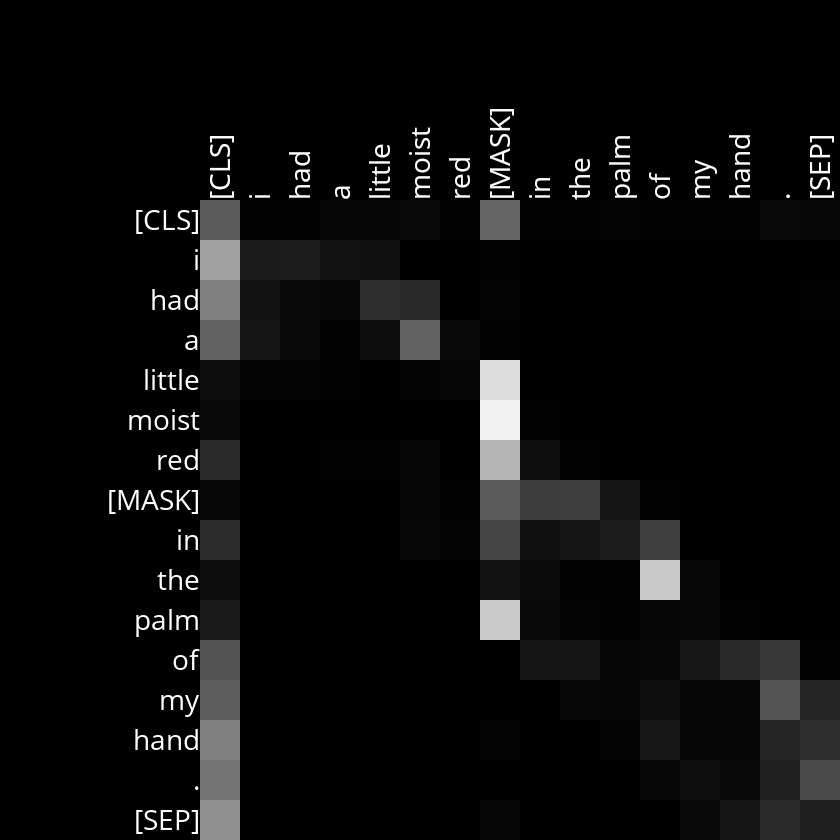 [CLS] i had a little moist red [MASK] in the palm of my hand . [SEP]
[CLS]
i
had
a
little
moist
red
[MASK]
in
the
palm
of
my
hand
.
[SEP]